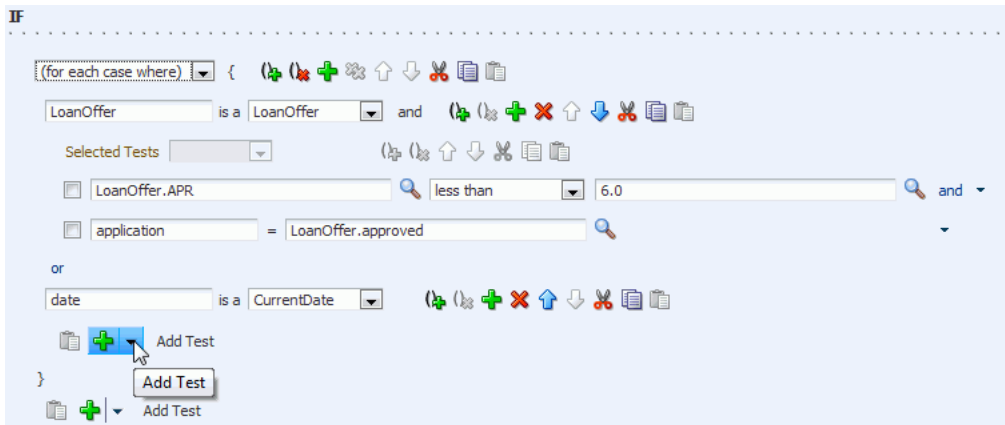 IF
(for each case where) {
LoanOffer is a LoanOffer and
Selected Tests
LoanOffer.APR less than 6.0 and
application = LoanOffer.approved
or
date is a CurrentDate
Add Test
Add Test
}
Add Test